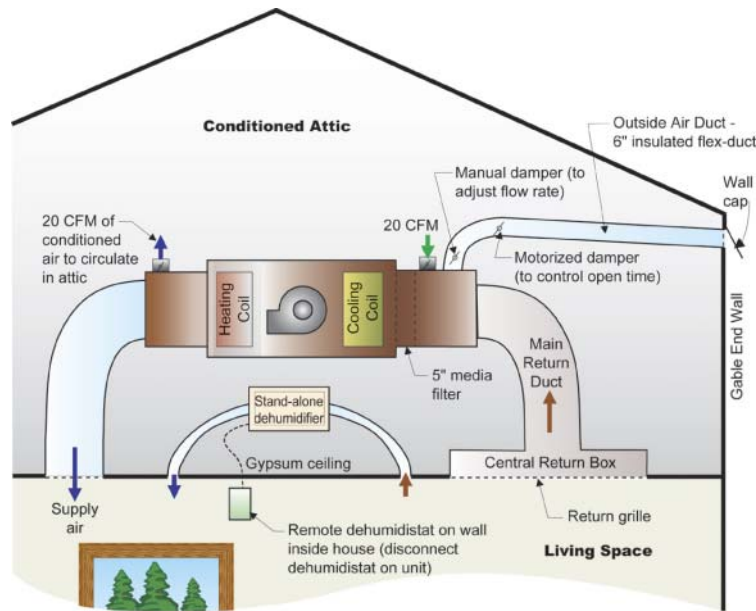 Conditioned Attic
Outside Air Duct -
6" insulated flex-duct
Manual damper (to
adjust flow rate)
Wall
cap
20 CFM of
conditioned
air to circulate
in attic
20 CFM
Motorized damper
(to control open time)
Heating
Coil
Cooling
Coil
Gable End Wall
Main
Return
Duct
5" media
filter
Stand-alone
dehumidifier
Gypsum ceiling
Central Return Box
Supply
air
Return grille
Remote dehumidistat on wall
inside house (disconnect
dehumidistat on unit)
Living Space